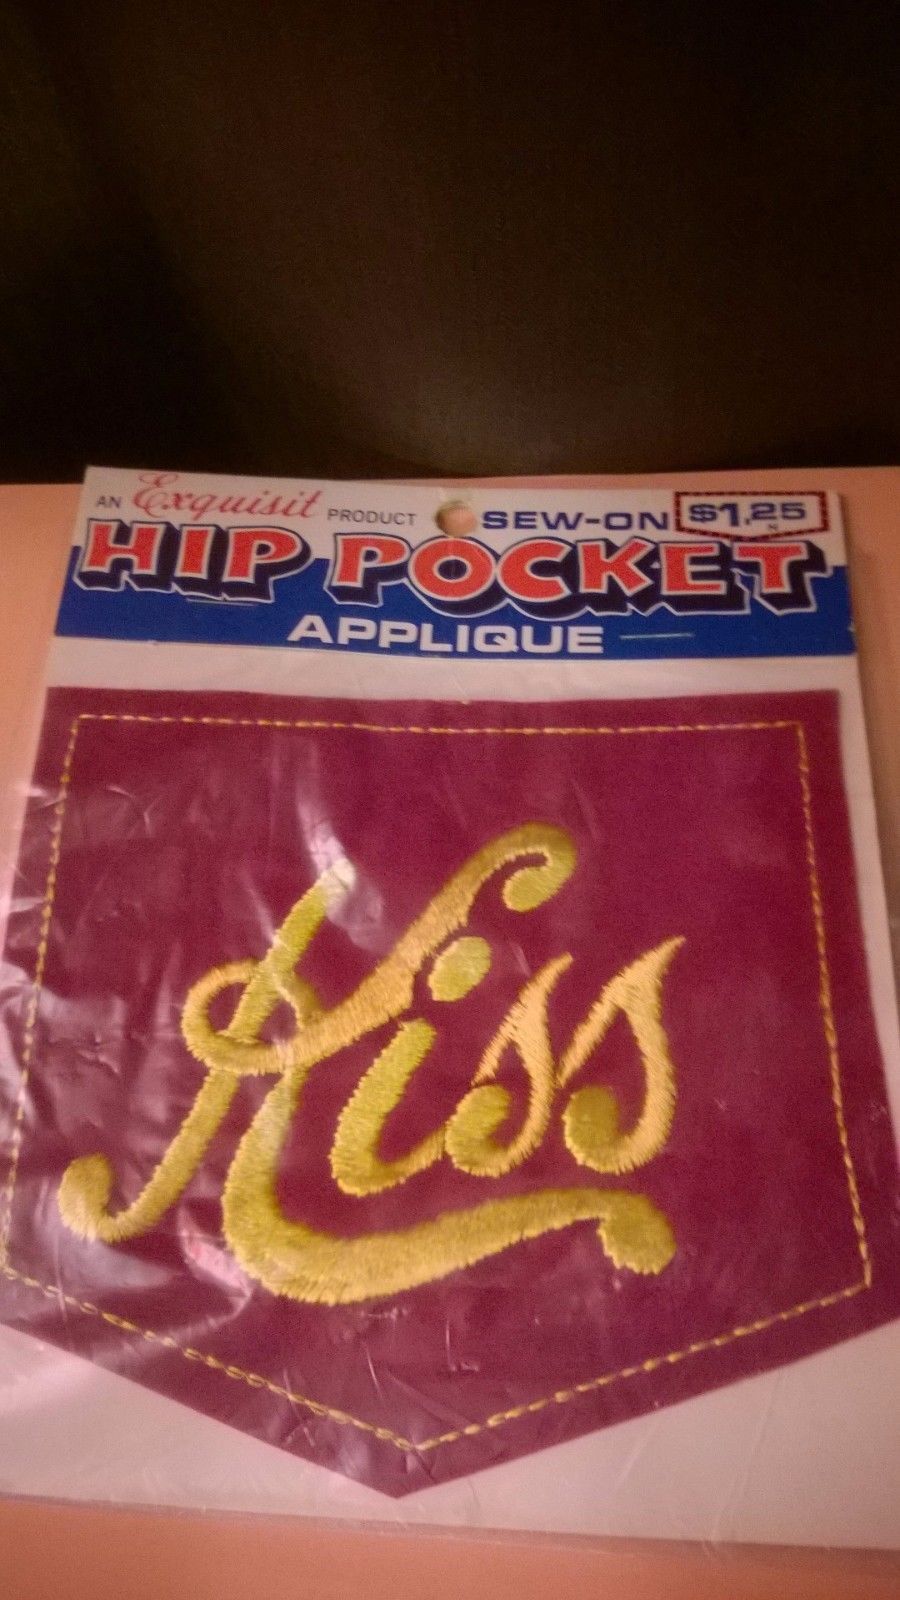 AN Exquisit PRODUCT SEW-ON $1.25
N
HIP POCKET
APPLIQUE
Kiss